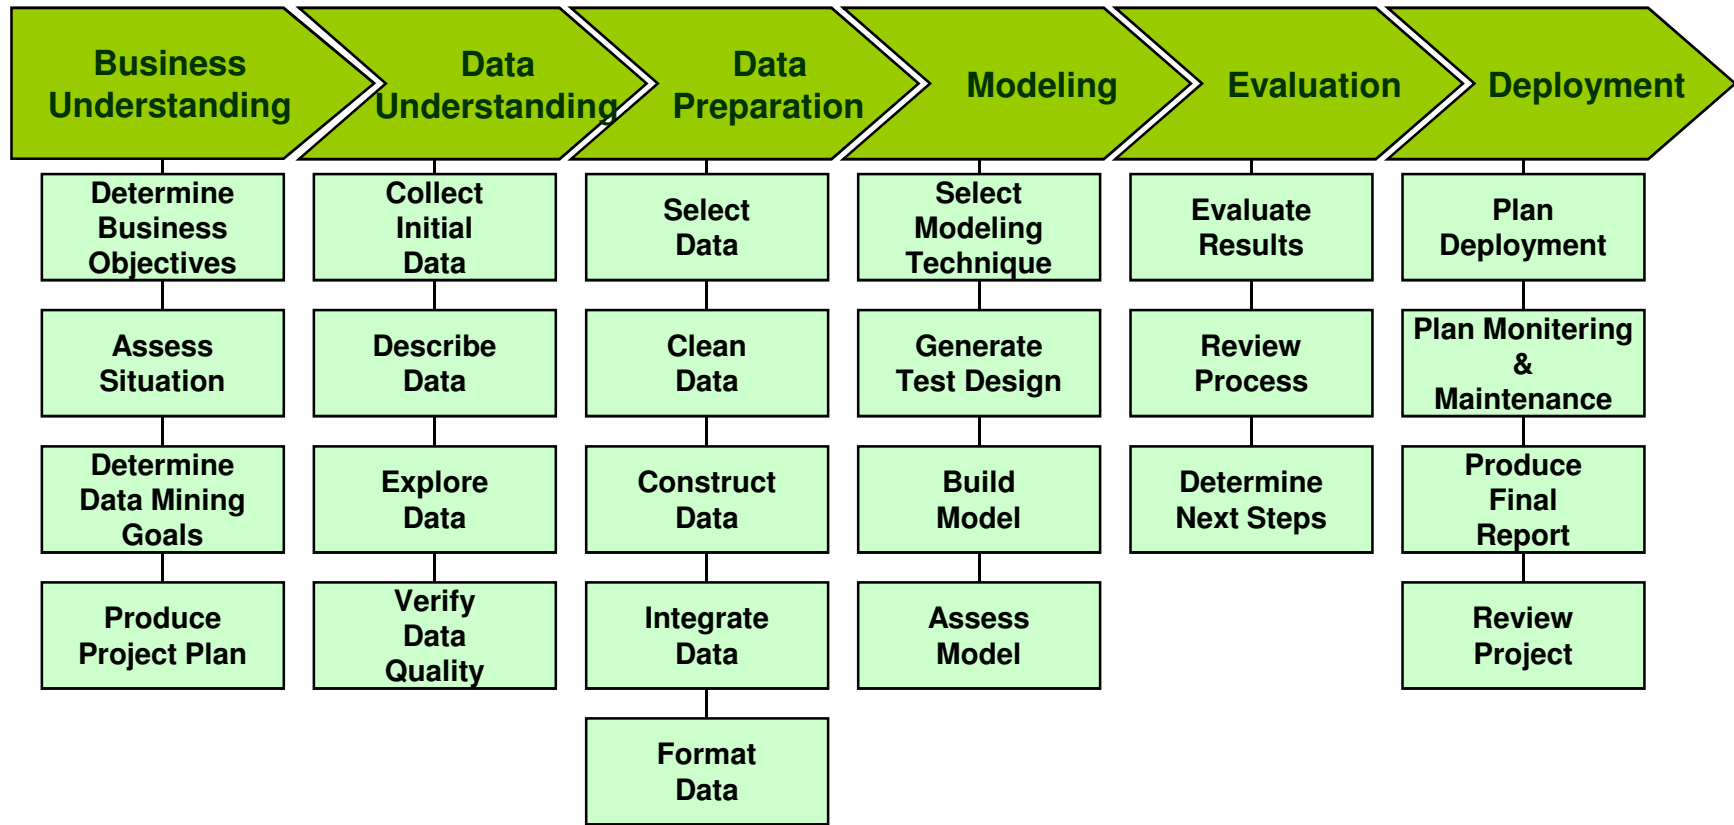 Business
Understanding
Data
Understanding
Data
Preparation
Modeling
Evaluation
Deployment
Determine
Business
Objectives
Assess
Situation
Determine
Data Mining
Goals
Produce
Project Plan
Collect
Initial
Data
Describe
Data
Explore
Data
Verify
Data
Quality
Select
Data
Clean
Data
Construct
Data
Integrate
Data
Format
Data
Select
Modeling
Technique
Generate
Test Design
Build
Model
Assess
Model
Evaluate
Results
Review
Process
Determine
Next Steps
Plan
Deployment
Plan Monitering
&
Maintenance
Produce
Final
Report
Review
Project